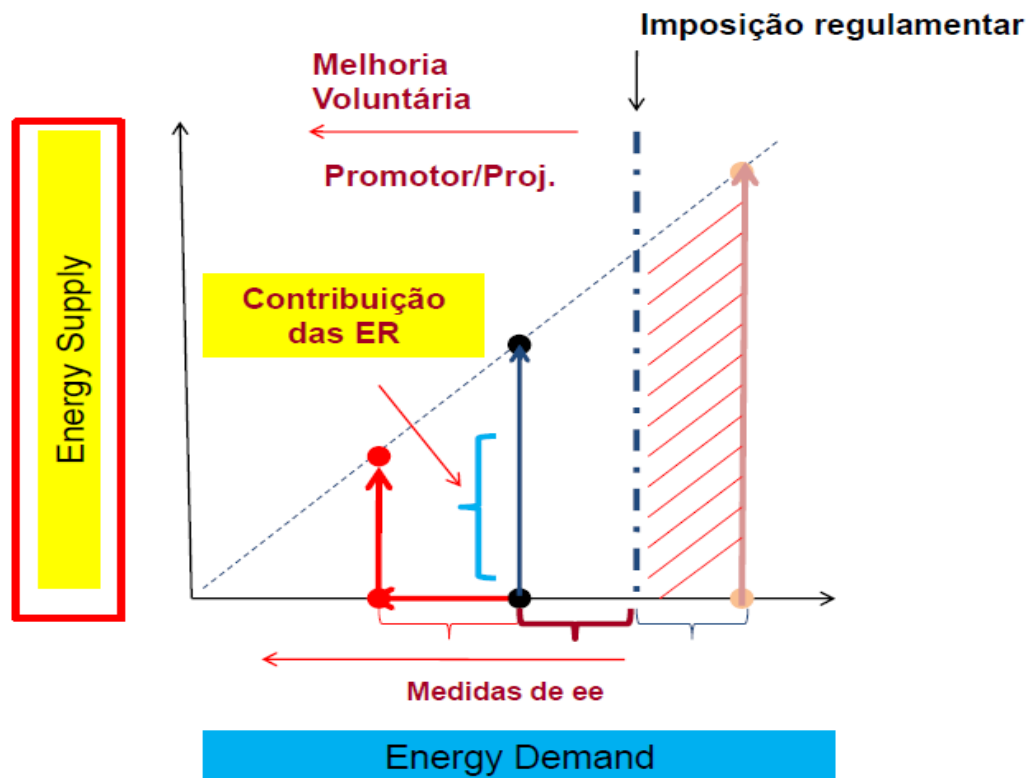 Imposição regulamentar
Melhoria
Voluntária
Promotor/Proj.
Energy Supply
Contribuição
das ER
Medidas de ee
Energy Demand